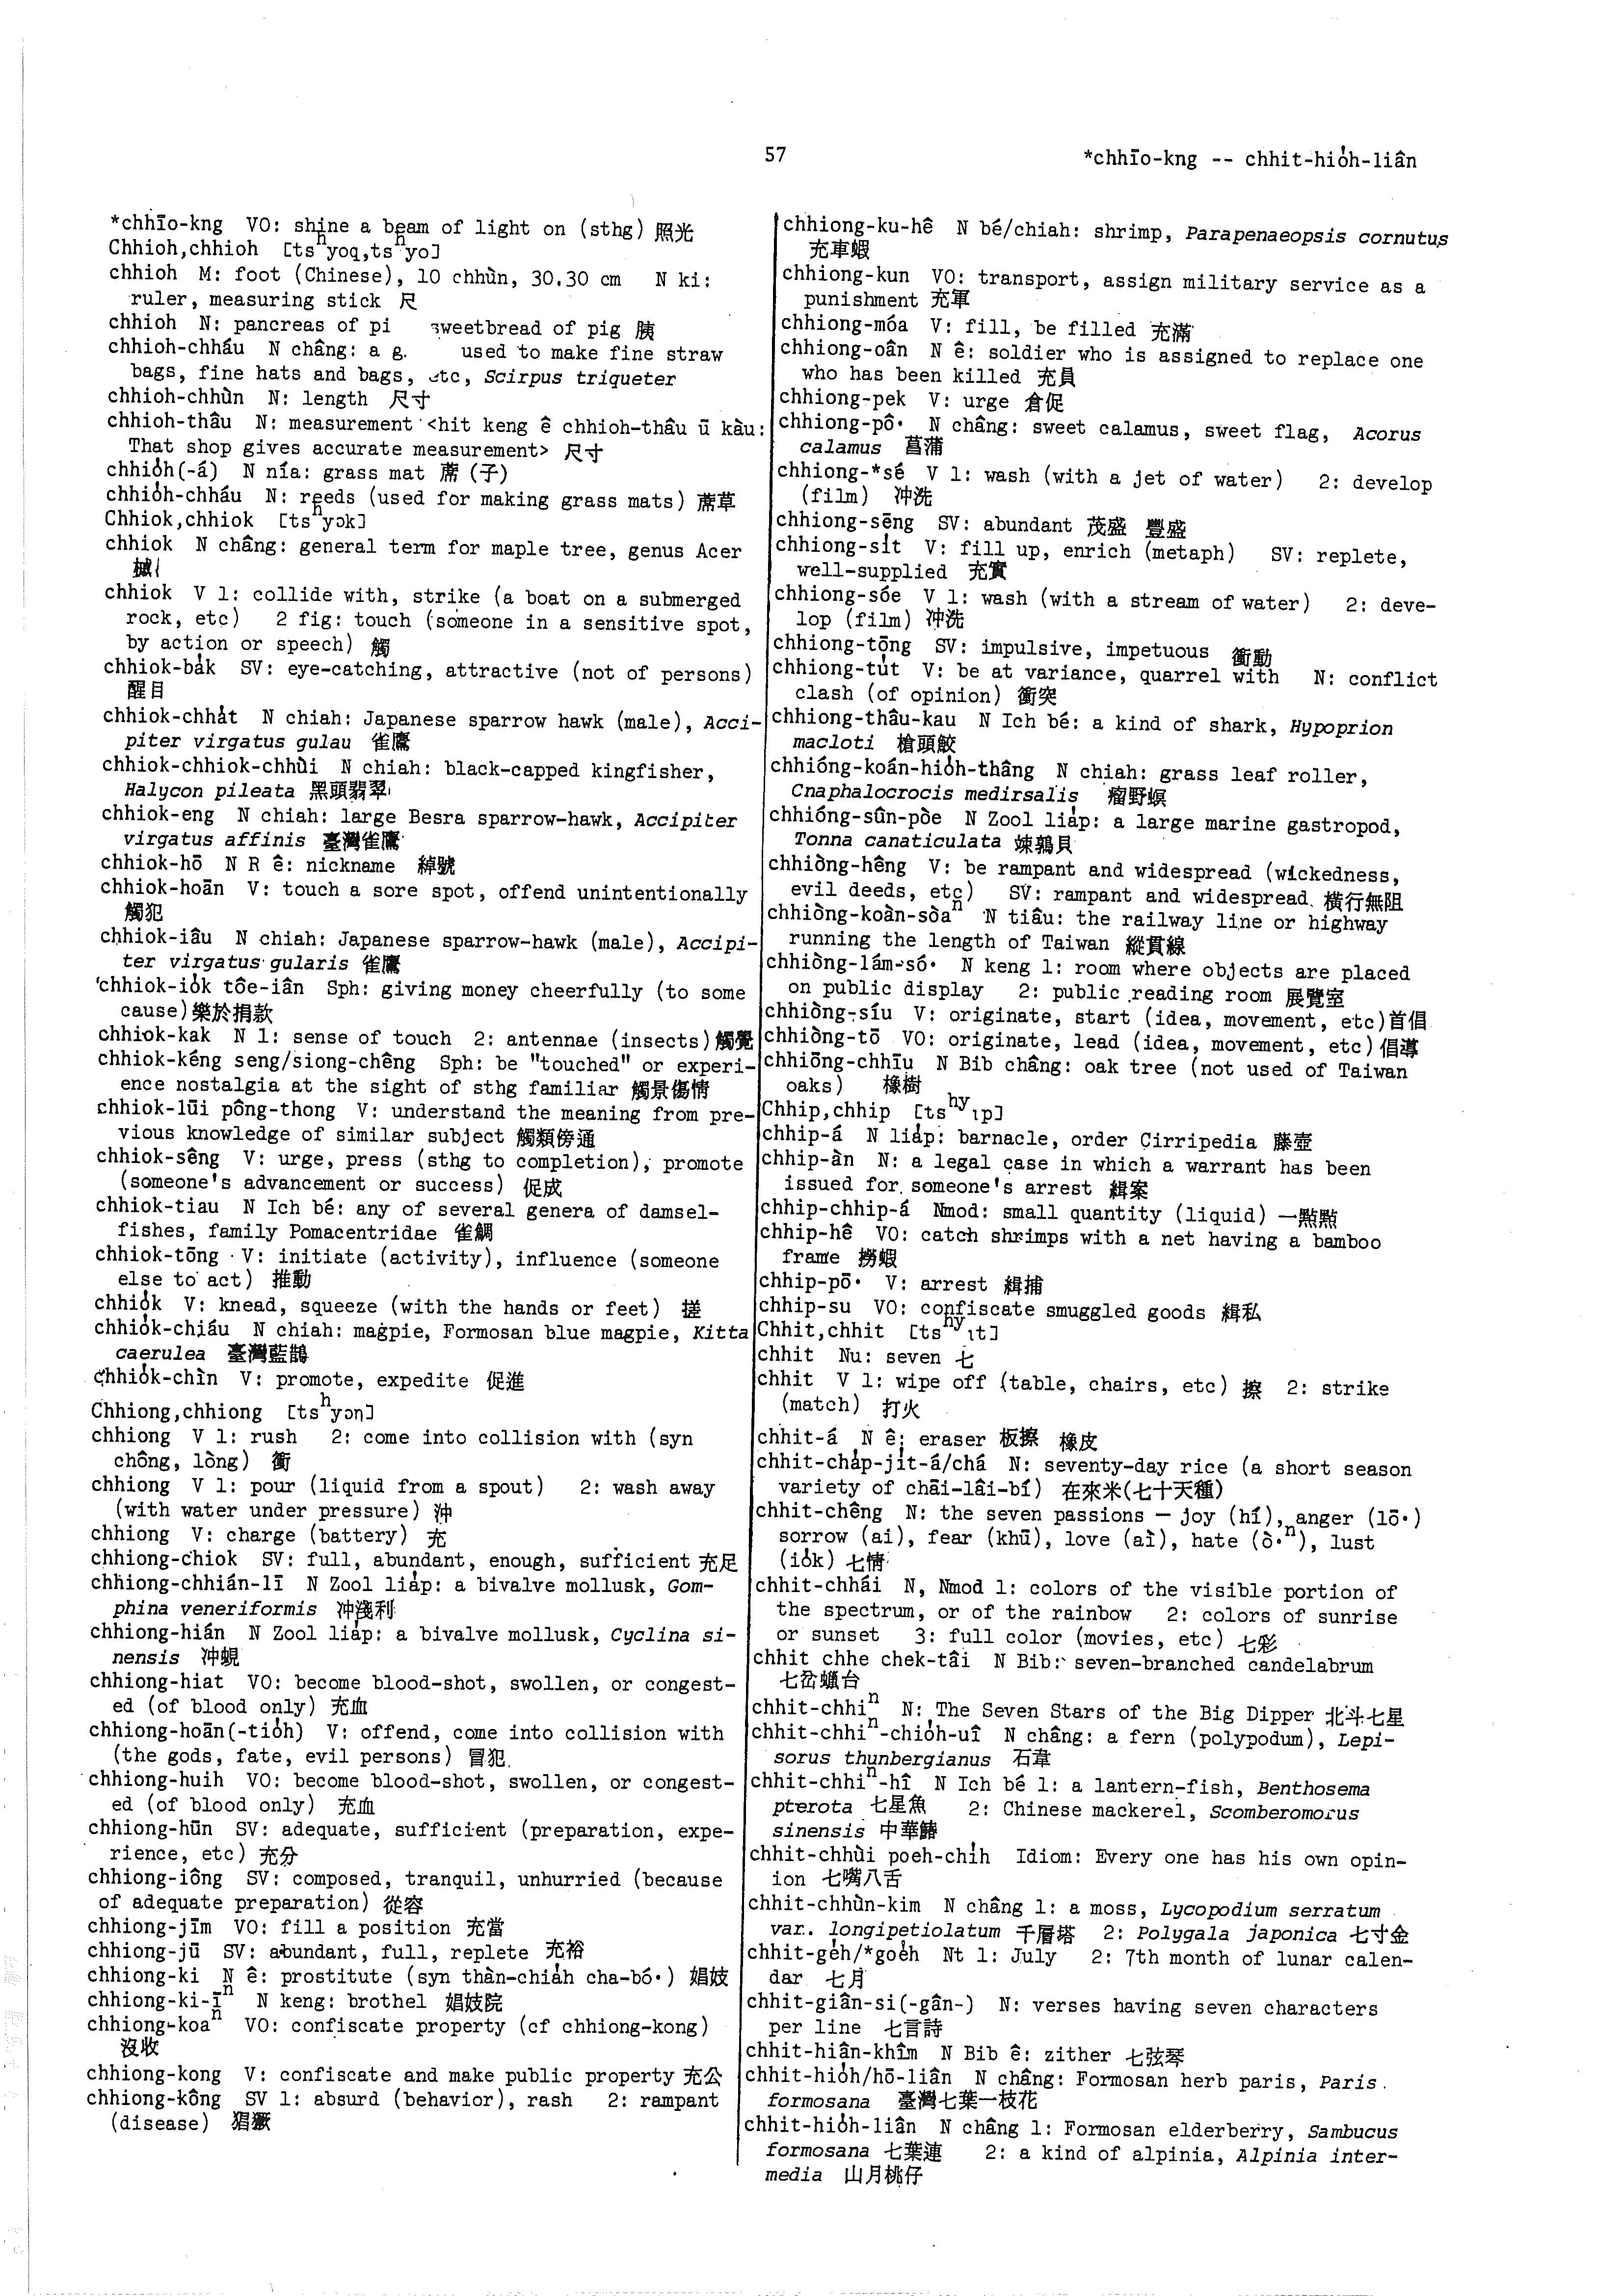 57
*chhīo-kng -- chhit-hio̍h-liân
*chhīo-kng VO: shine a beam of light on (sthg) 照光
Chhioh,chhioh [tsʰyoq,tsʰyo]
chhioh M: foot (Chinese), 10 chhùn, 30.30 cm N ki:
ruler, measuring stick 尺
chhioh N: pancreas of pi sweetbread of pig 胰
chhioh-chháu N châng: a g. used to make fine straw
bags, fine hats and bags, etc, Scirpus triqueter
chhioh-chhùn N: length 尺寸
chhioh-thâu N: measurement <hit keng ê chhioh-thâu ū kàu:
That shop gives accurate measurement> 尺寸
chhio̍h(-á) N nía: grass mat 蓆(子)
chhio̍h-chháu N: reeds (used for making grass mats) 蓆草
Chhiok,chhiok [tsʰyɔk]
chhiok N châng: general term for maple tree, genus Acer
槭
chhiok V 1: collide with, strike (a boat on a submerged
rock, etc) 2 fig: touch (someone in a sensitive spot,
by action or speech) 觸
chhiok-ba̍k SV: eye-catching, attractive (not of persons)
醒目
chhiok-chha̍t N chiah: Japanese sparrow hawk (male), Acci-
piter virgatus gulau 雀鷹
chhiok-chhiok-chhùi N chiah: black-capped kingfisher,
Halycon pileata 黑頭翡翠
chhiok-eng N chiah: large Besra sparrow-hawk, Accipiter
virgatus affinis 臺灣雀鷹
chhiok-hō N R ê: nickname 綽號
chhiok-hoān V: touch a sore spot, offend unintentionally
觸犯
chhiok-iâu N chiah: Japanese sparrow-hawk (male), Accipi-
ter virgatus gularis 雀鷹
chhiok-io̍k tôe-iân Sph: giving money cheerfully (to some
cause)樂於捐款
chhiok-kak N 1: sense of touch 2: antennae (insects)觸覺
chhiok-kéng seng/siong-chêng Sph: be "touched" or experi-
ence nostalgia at the sight of sthg familiar 觸景傷情
chhiok-lūi pông-thong V: understand the meaning from pre-
vious knowledge of similar subject 觸類傍通
chhiok-sêng V: urge, press (sthg to completion), promote
(someone's advancement or success) 促成
chhiok-tiau N Ich bé: any of several genera of damsel-
fishes, family Pomacentridae 雀鯛
chhiok-tōng V: initiate (activity), influence (someone
else to act) 推動
chhio̍k V: knead, squeeze (with the hands or feet) 搓
chhio̍k-chiáu N chiah: magpie, Formosan blue magpie, Kitta
caerulea 臺灣藍鵲
chhio̍k-chìn V: promote, expedite 促進
Chhiong,chhiong [tsʰyɔŋ]
chhiong V 1: rush 2: come into collision with (syn
chông, lòng) 衝
chhiong V 1: pour (liquid from a spout) 2: wash away
(with water under pressure) 沖
chhiong V: charge (battery) 充
chhiong-chiok SV: full, abundant, enough, sufficient 充足
chhiong-chhián-lī N Zool lia̍p: a bivalve mollusk, Gom-
phina veneriformis 冲淺利
chhiong-hián N Zool lia̍p: a bivalve mollusk, Cyclina si-
nensis 冲蜆
chhiong-hiat VO: become blood-shot, swollen, or congest-
ed (of blood only) 充血
chhiong-hoān(-tio̍h) V: offend, come into collision with
(the gods, fate, evil persons) 冒犯
chhiong-huih VO: become blood-shot, swollen, or congest-
ed (of blood only) 充血
chhiong-hūn SV: adequate, sufficient (preparation, expe-
rience, etc) 充分
chhiong-iông SV: composed, tranquil, unhurried (because
of adequate preparation) 從容
chhiong-jīm VO: fill a position 充當
chhiong-jū SV: abundant, full, replete 充裕
chhiong-ki N ê: prostitute (syn thàn-chia̍h cha-bó·) 娼妓
chhiong-ki-īⁿ N keng: brothel 娼妓院
chhiong-koaⁿ VO: confiscate property (cf chhiong-kong)
沒收
chhiong-kong V: confiscate and make public property 充公
chhiong-kông SV 1: absurd (behavior), rash 2: rampant
(disease) 猖獗
chhiong-ku-hê N bé/chiah: shrimp, Parapenaeopsis cornutus
充車蝦
chhiong-kun VO: transport, assign military service as a
punishment 充軍
chhiong-móa V: fill, be filled 充滿
chhiong-oân N ê: soldier who is assigned to replace one
who has been killed 充員
chhiong-pek V: urge 倉促
chhiong-pô· N châng: sweet calamus, sweet flag, Acorus
calamus 菖蒲
chhiong-*sé V 1: wash (with a jet of water) 2: develop
(film) 冲洗
chhiong-sēng SV: abundant 茂盛 豐盛
chhiong-si̍t V: fill up, enrich (metaph) SV: replete,
well-supplied 充實
chhiong-sóe V 1: wash (with a stream of water) 2: deve-
lop (film) 冲洗
chhiong-tōng SV: impulsive, impetuous 衝動
chhiong-tu̍t V: be at variance, quarrel with N: conflict
clash (of opinion) 衝突
chhiong-thâu-kau N Ich bé: a kind of shark, Hypoprion
macloti 槍頭鮫
chhióng-koán-hio̍h-thâng N chiah: grass leaf roller,
Cnaphalocrocis medirsalis 瘤野螟
chhióng-sûn-pòe N Zool lia̍p: a large marine gastropod,
Tonna canaticulata 竦鶉貝
chhiòng-hêng V: be rampant and widespread (wickedness,
evil deeds, etc) SV: rampant and widespread 橫行無阻
chhiòng-koàn-sòaⁿ N tiâu: the railway line or highway
running the length of Taiwan 縱貫線
chhiòng-lám-só· N keng 1: room where objects are placed
on public display 2: public reading room 展覽室
chhiòng-síu V: originate, start (idea, movement, etc)首倡
chhiòng-tō VO: originate, lead (idea, movement, etc)倡導
chhiōng-chhīu N Bib châng: oak tree (not used of Taiwan
oaks) 橡樹
Chhip,chhip [tsʰʸɪp]
chhip-á N lia̍p: barnacle, order Cirripedia 藤壺
chhip-àn N: a legal case in which a warrant has been
issued for someone's arrest 緝案
chhip-chhip-á Nmod: small quantity (liquid) 一點點
chhip-hê VO: catch shrimps with a net having a bamboo
frame 撈蝦
chhip-pō· V: arrest 緝捕
chhip-su VO: confiscate smuggled goods 緝私
Chhit,chhit [tsʰʸɪt]
chhit Nu: seven 七
chhit V 1: wipe off (table, chairs, etc) 擦 2: strike
(match) 打火
chhit-á N ê: eraser 板擦 橡皮
chhit-cha̍p-ji̍t-á/chá N: seventy-day rice (a short season
variety of chāi-lâi-bí) 在來米(七十天種)
chhit-chêng N: the seven passions — joy (hí), anger (lō·)
sorrow (ai), fear (khū), love (aì), hate (ò·ⁿ), lust
(io̍k) 七情
chhit-chhái N, Nmod 1: colors of the visible portion of
the spectrum, or of the rainbow 2: colors of sunrise
or sunset 3: full color (movies, etc) 七彩
chhit chhe chek-tâi N Bib: seven-branched candelabrum
七岔蠟台
chhit-chhiⁿ N: The Seven Stars of the Big Dipper 北斗七星
chhit-chhiⁿ-chio̍h-uî N châng: a fern (polypodum), Lepi-
sorus thunbergianus 石葦
chhit-chhiⁿ-hî N Ich bé 1: a lantern-fish, Benthosema
pterota 七星魚 2: Chinese mackerel, Scomberomorus
sinensis 中華鰆
chhit-chhùi poeh-chi̍h Idiom: Every one has his own opin-
ion 七嘴八舌
chhit-chhùn-kim N châng 1: a moss, Lycopodium serratum
var. longipetiolatum 千層塔 2: Polygala japonica 七寸金
chhit-ge̍h/*goe̍h Nt 1: July 2: 7th month of lunar calen-
dar 七月
chhit-giân-si(-gân-) N: verses having seven characters
per line 七言詩
chhit-hiân-khîm N Bib ê: zither 七弦琴
chhit-hio̍h/hō-liân N châng: Formosan herb paris, Paris
formosana 臺灣七葉一枝花
chhit-hio̍h-liân N châng 1: Formosan elderberry, Sambucus
formosana 七葉連 2: a kind of alpinia, Alpinia inter-
media 山月桃仔